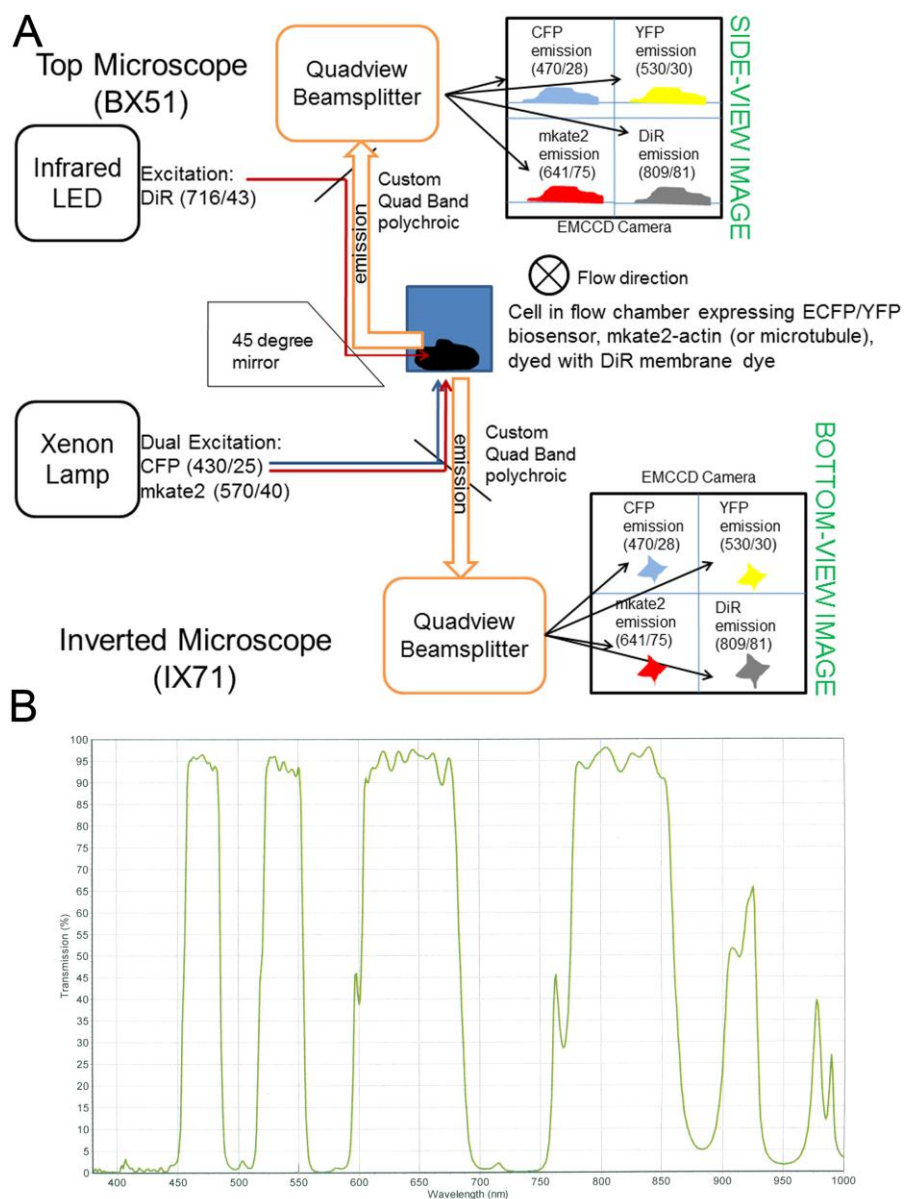 A
Top Microscope
(BX51)
Infrared
LED
Excitation:
DiR (716/43)
Quadview
Beamsplitter
Custom
Quad Band
polychroic
emission
CFP
emission
(470/28)
YFP
emission
(530/30)
mkate2
emission
(641/75)
DiR
emission
(809/81)
EMCCD Camera
SIDE-VIEW IMAGE
Flow direction
Cell in flow chamber expressing ECFP/YFP
biosensor, mkate2-actin (or microtubule),
dyed with DiR membrane dye
45 degree
mirror
Xenon
Lamp
Dual Excitation:
CFP (430/25)
mkate2 (570/40)
emission
Custom
Quad Band
polychroic
Inverted Microscope
(IX71)
Quadview
Beamsplitter
EMCCD Camera
CFP
emission
(470/28)
YFP
emission
(530/30)
mkate2
emission
(641/75)
DiR
emission
(809/81)
BOTTOM-VIEW IMAGE
B
Transmission (%)
100
95
90
85
80
75
70
65
60
55
50
45
40
35
30
25
20
15
10
5
0
400 450 500 550 600 650 700 750 800 850 900 950 1000
Wavelength (nm)